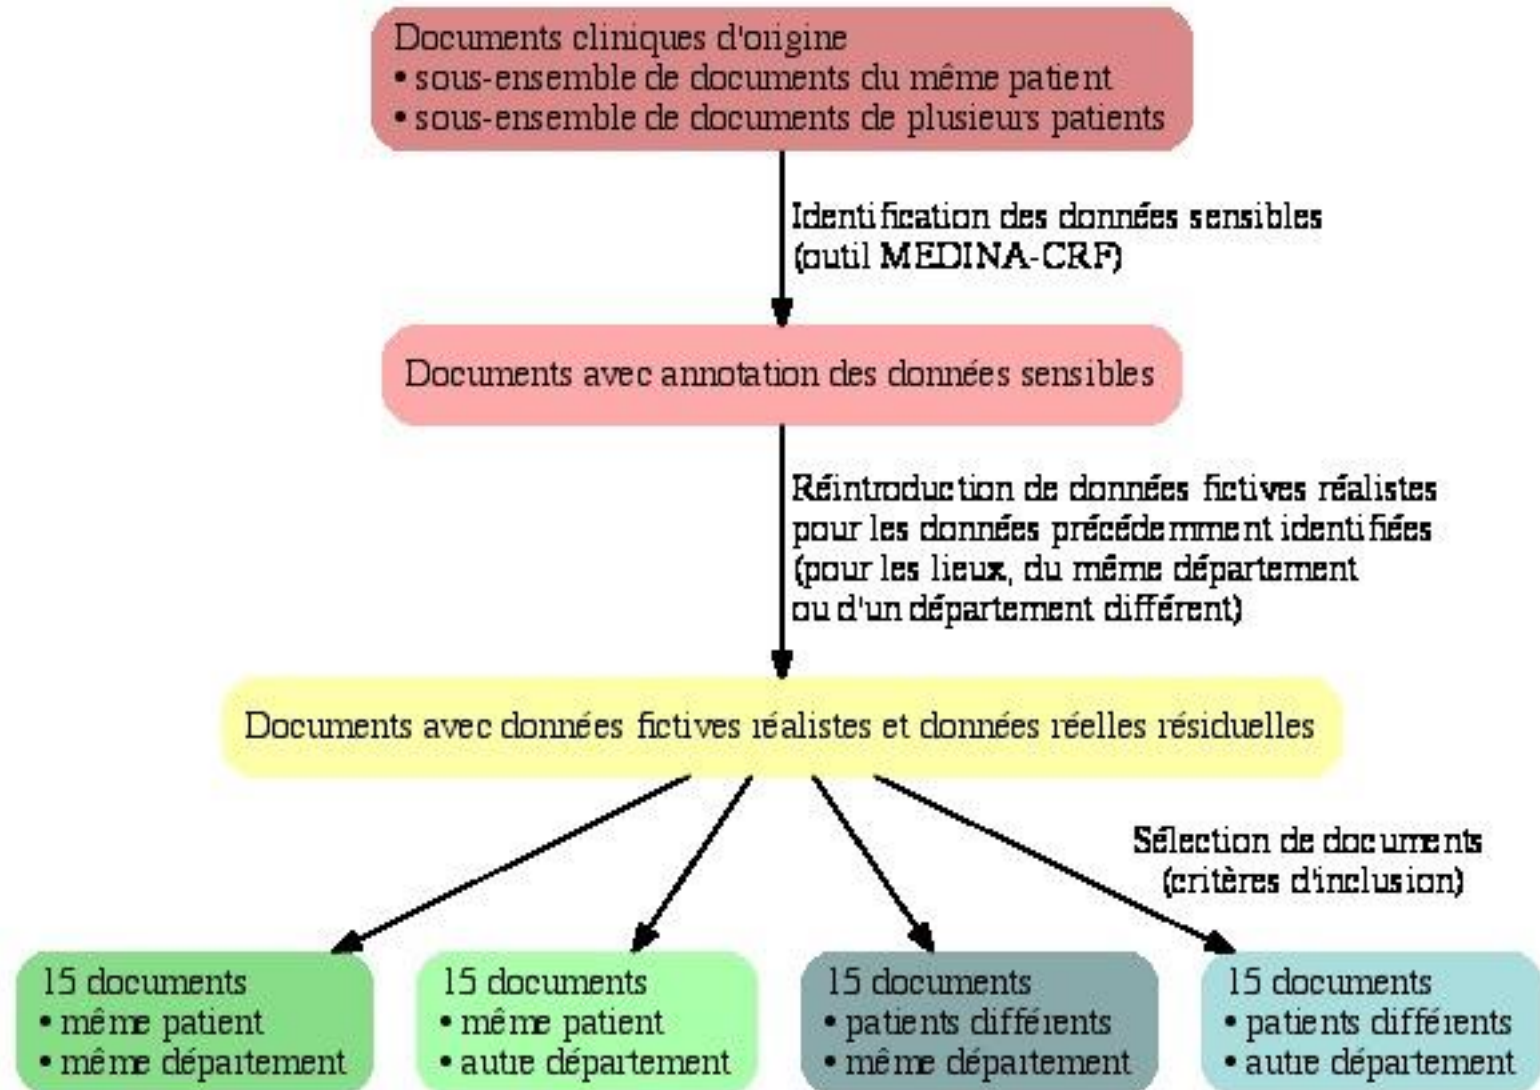 Documents cliniques d'origine
• sous-ensemble de documents du même patient
• sous-ensemble de documents de plusieurs patients
Identification des données sensibles
(outil MEDINA-CRF)
Documents avec annotation des données sensibles
Réintroduction de données fictives réalistes
pour les données précédemment identifiées
(pour les lieux, du même département
ou d'un département différent)
Documents avec données fictives réalistes et données réelles résiduelles
Sélection de documents
(critères d'inclusion)
15 documents
• même patient
• même département
15 documents
• même patient
• autre département
15 documents
• patients différents
• même département
15 documents
• patients différents
• autre département